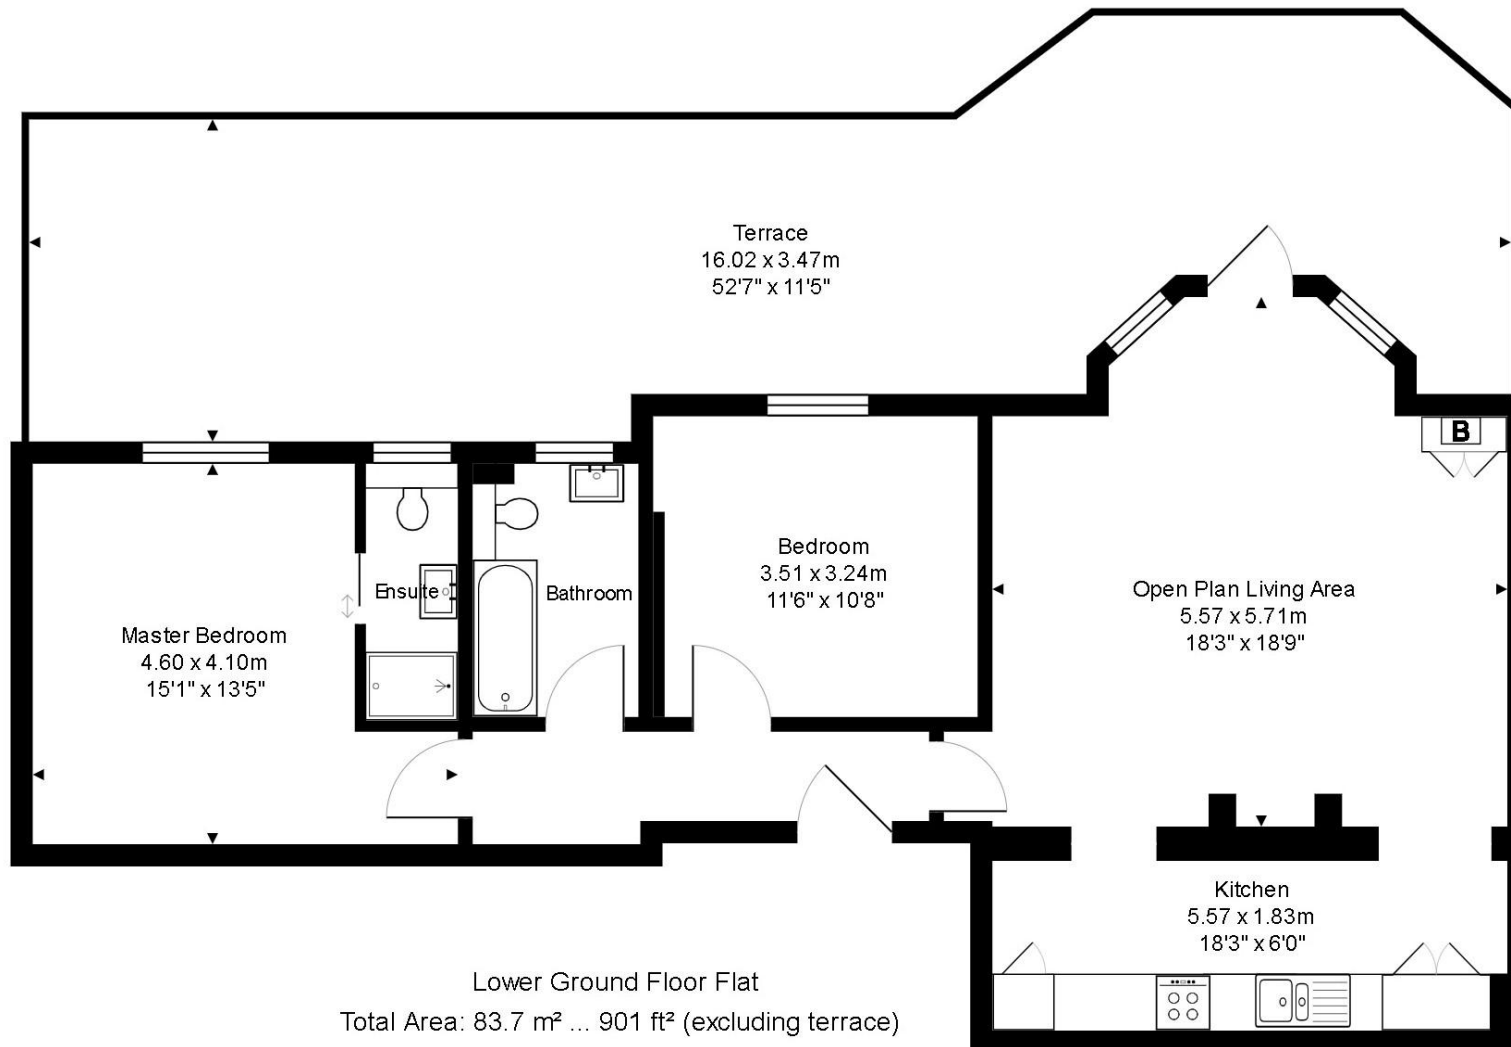 Terrace
16.02 x 3.47m
52'7" x 11'5"
B
Bedroom
3.51 x 3.24m
11'6" x 10'8"
Ensuite
Bathroom
Open Plan Living Area
5.57 x 5.71m
18'3" x 18'9"
Master Bedroom
4.60 x 4.10m
15'1" x 13'5"
Kitchen
5.57 x 1.83m
18'3" x 6'0"
Lower Ground Floor Flat
Total Area: 83.7 m² ... 901 ft² (excluding terrace)